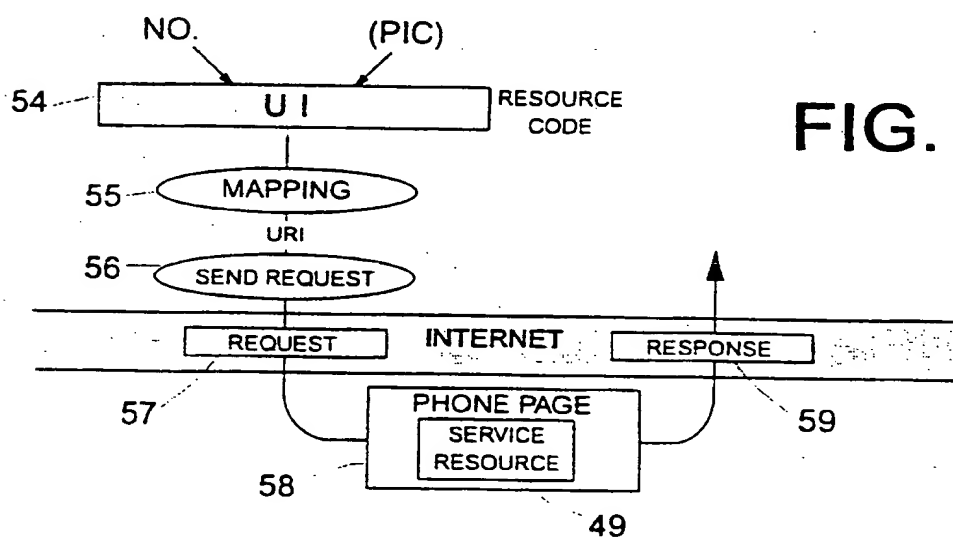 NO.
(PIC)
54
U I
RESOURCE
CODE
FIG.
55
MAPPING
URI
56
SEND REQUEST
REQUEST
INTERNET
RESPONSE
57
PHONE PAGE
SERVICE
RESOURCE
59
58
49